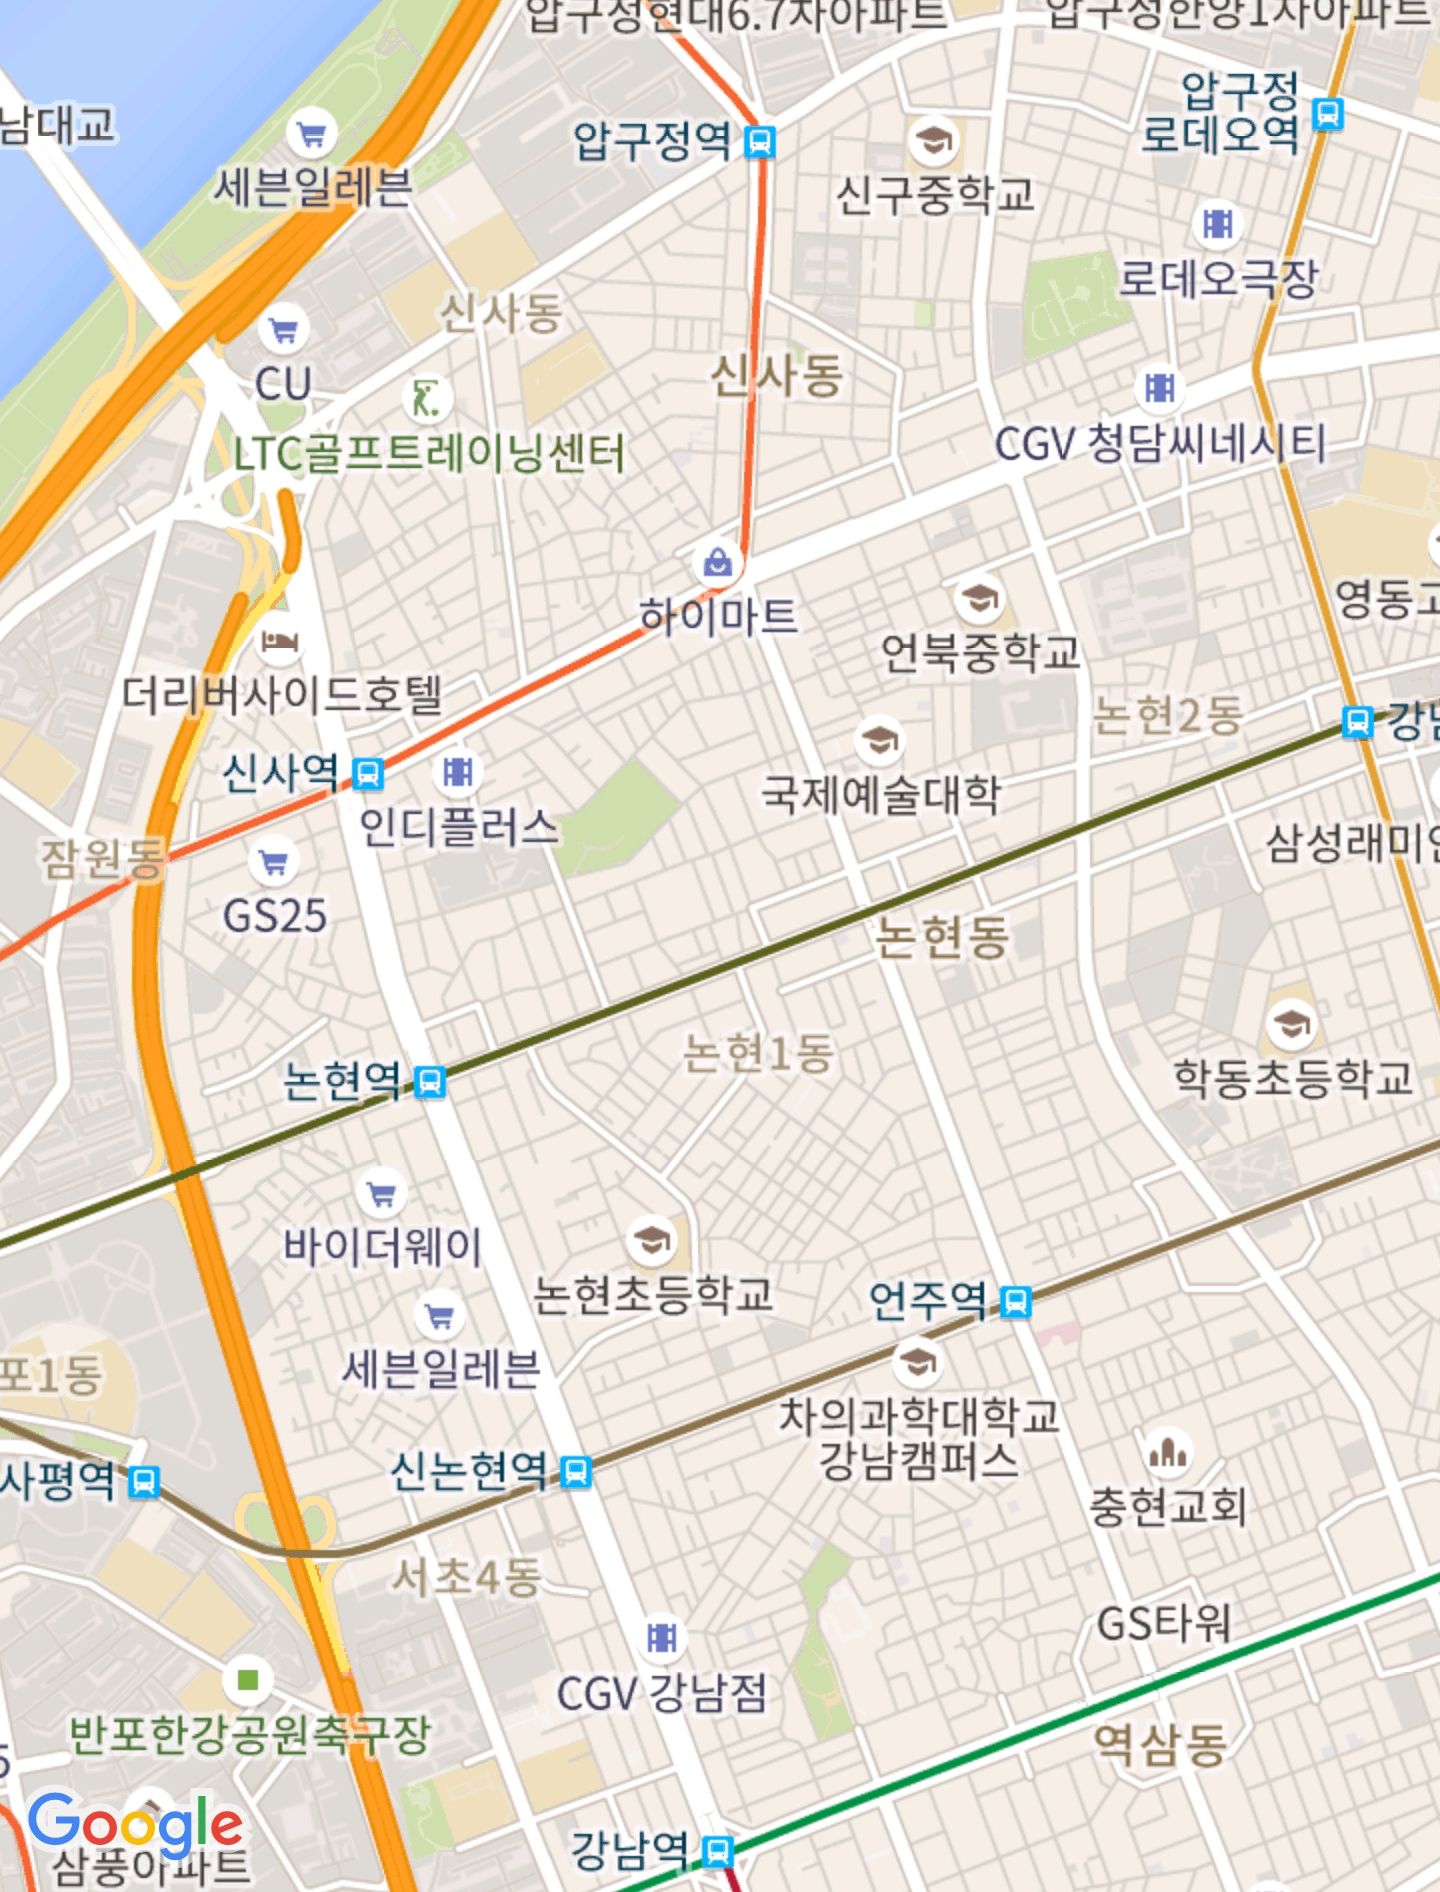 압구정현대6.7차아파트
압구정한양1차아파트
남대교
세븐일레븐
압구정역
신구중학교
압구정
로데오역
로데오극장
신사동
CU
신사동
LTC골프트레이닝센터
CGV 청담씨네시티
하이마트
언북중학교
영동고
더리버사이드호텔
논현2동
신사역
인디플러스
국제예술대학
강남
잠원동
GS25
삼성래미안
논현동
논현1동
논현역
학동초등학교
바이더웨이
논현초등학교
언주역
세븐일레븐
포1동
차의과학대학교
강남캠퍼스
사평역
신논현역
충현교회
서초4동
GS타워
CGV 강남점
반포한강공원축구장
역삼동
5
Google
강남역
삼풍아파트